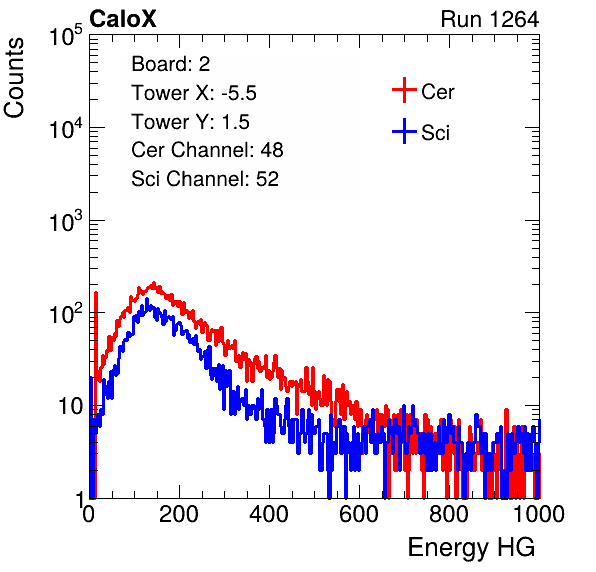 CaloX Run 1264
Counts
10^5
10^4
10^3
10^2
10
1
Board: 2
Tower X: -5.5
Tower Y: 1.5
Cer Channel: 48
Sci Channel: 52
Cer
Sci
0 200 400 600 800 1000
Energy HG